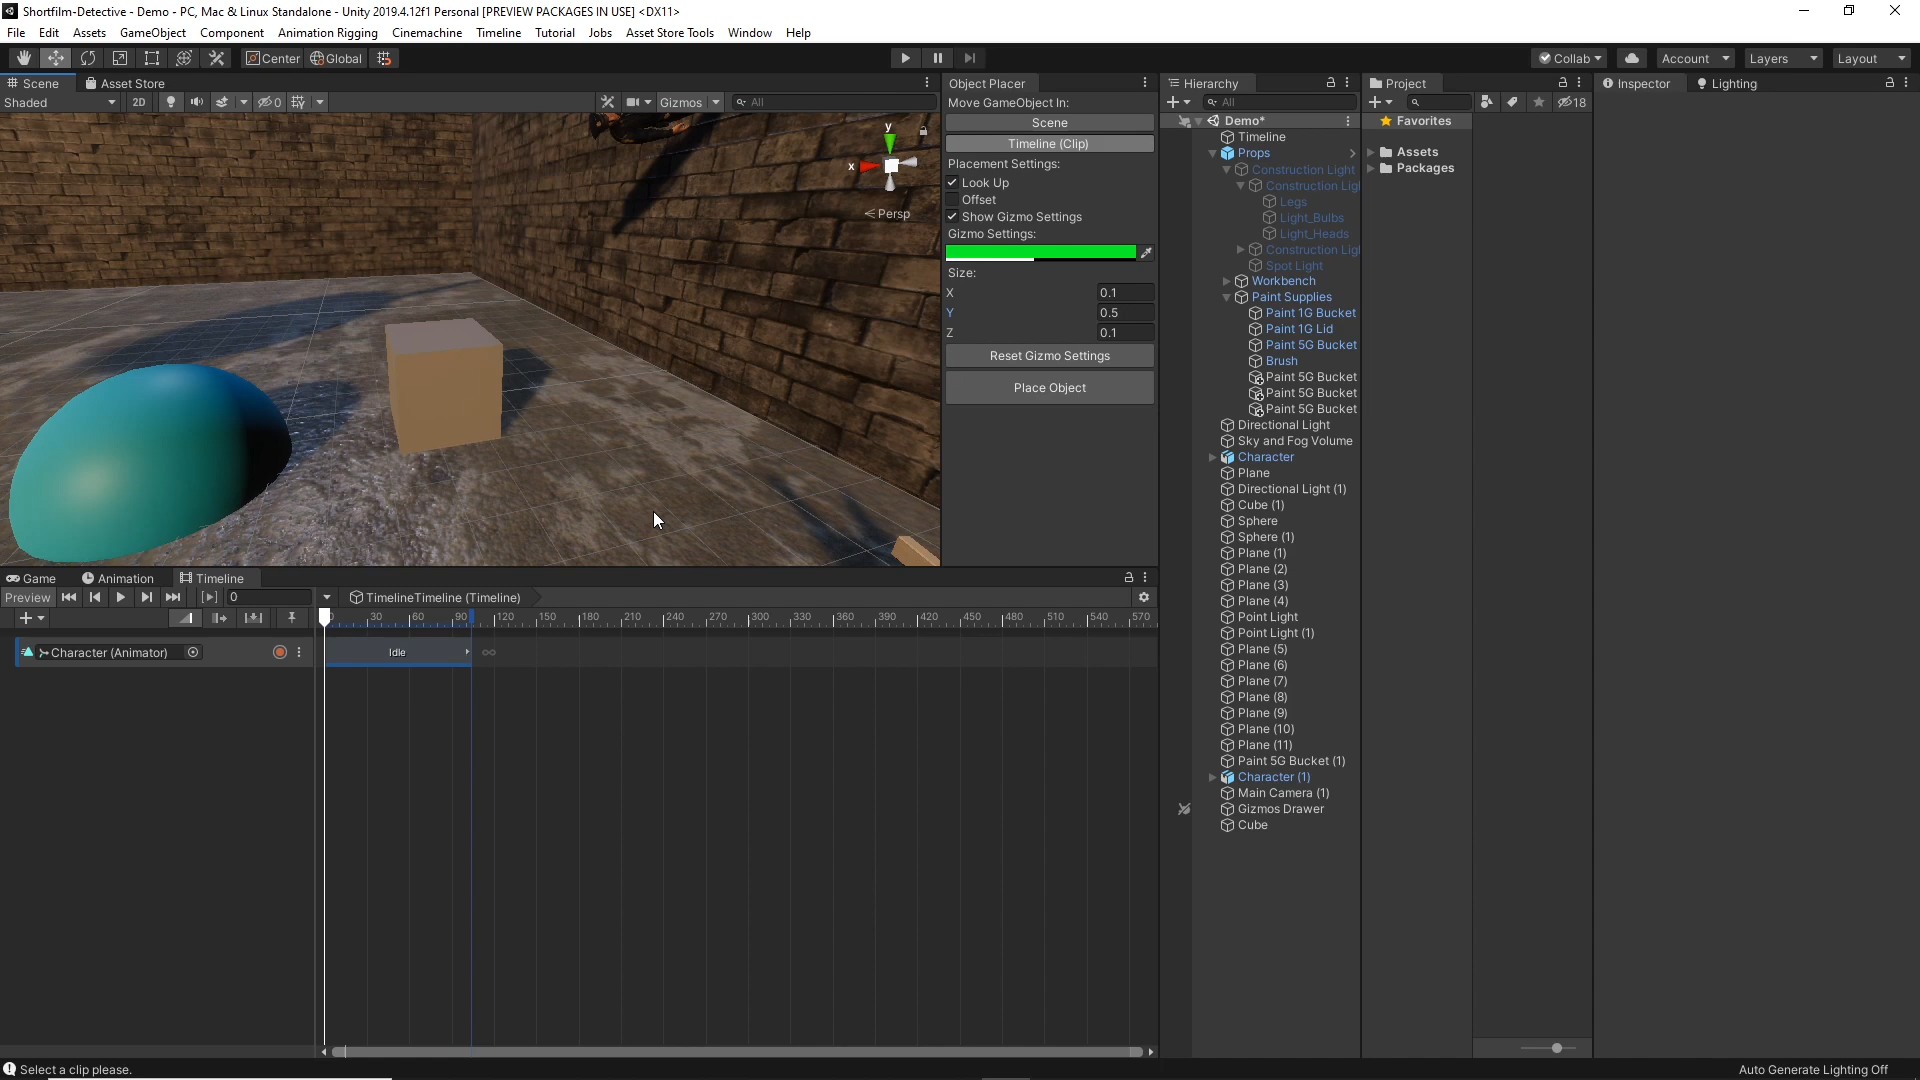 Shortfilm-Detective - Demo - PC, Mac & Linux Standalone - Unity 2019.4.12f1 Personal [PREVIEW PACKAGES IN USE] <DX11>
File Edit Assets GameObject Component Animation Rigging Cinemachine Timeline Tutorial Jobs Asset Store Tools Window Help
Center Global Collab Account Layers Layout
Scene Asset Store
Shaded 2D 0 Gizmos All
y
x
Persp
Object Placer
Move GameObject In:
Scene
Timeline (Clip)
Placement Settings:
Look Up
Offset
Show Gizmo Settings
Gizmo Settings:
Size:
X 0.1
Y 0.5
Z 0.1
Reset Gizmo Settings
Place Object
Hierarchy
All
Demo*
Timeline
Props
Construction Light
Construction Lig
Legs
Light_Bulbs
Light_Heads
Construction Lig
Spot Light
Workbench
Paint Supplies
Paint 1G Bucket
Paint 1G Lid
Paint 5G Bucket
Brush
Paint 5G Bucket
Paint 5G Bucket
Paint 5G Bucket
Directional Light
Sky and Fog Volume
Character
Plane
Directional Light (1)
Cube (1)
Sphere
Sphere (1)
Plane (1)
Plane (2)
Plane (3)
Plane (4)
Point Light
Point Light (1)
Plane (5)
Plane (6)
Plane (7)
Plane (8)
Plane (9)
Plane (10)
Plane (11)
Paint 5G Bucket (1)
Character (1)
Main Camera (1)
Gizmos Drawer
Cube
Project
18
Favorites
Assets
Packages
Inspector Lighting
Game Animation Timeline
Preview 0 TimelineTimeline (Timeline)
30 60 90 120 150 180 210 240 270 300 330 360 390 420 450 480 510 540 570
Character (Animator) Idle
Select a clip please.
Auto Generate Lighting Off